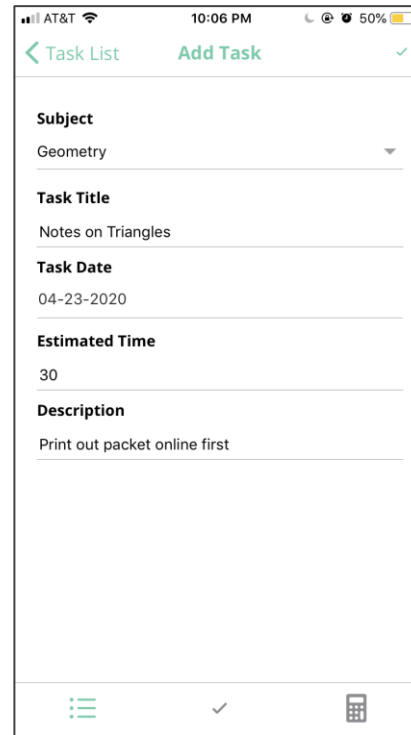 AT&T 10:06 PM 50%
Task List Add Task
Subject
Geometry
Task Title
Notes on Triangles
Task Date
04-23-2020
Estimated Time
30
Description
Print out packet online first